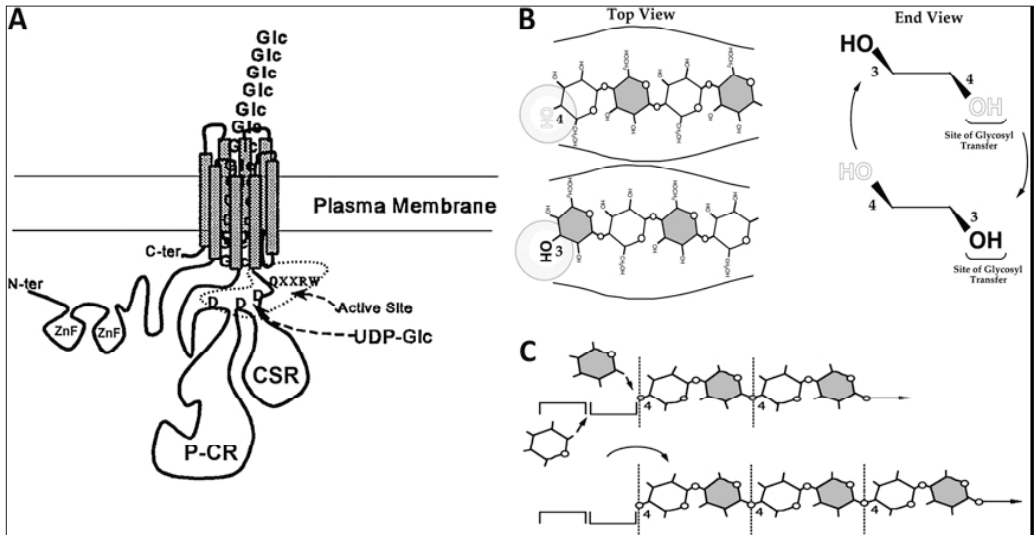 A
Glc
Glc
Glc
Glc
Glc
Glc
Plasma Membrane
C-ter
N-ter
QXXRW
D D D
Active Site
ZnF ZnF
UDP-Glc
CSR
P-CR
B
Top View
End View
HO
3
4
OH
Site of Glycosyl
Transfer
HO
4
3
OH
Site of Glycosyl
Transfer
OH
4
HO
3
C
4 4
4 4 4